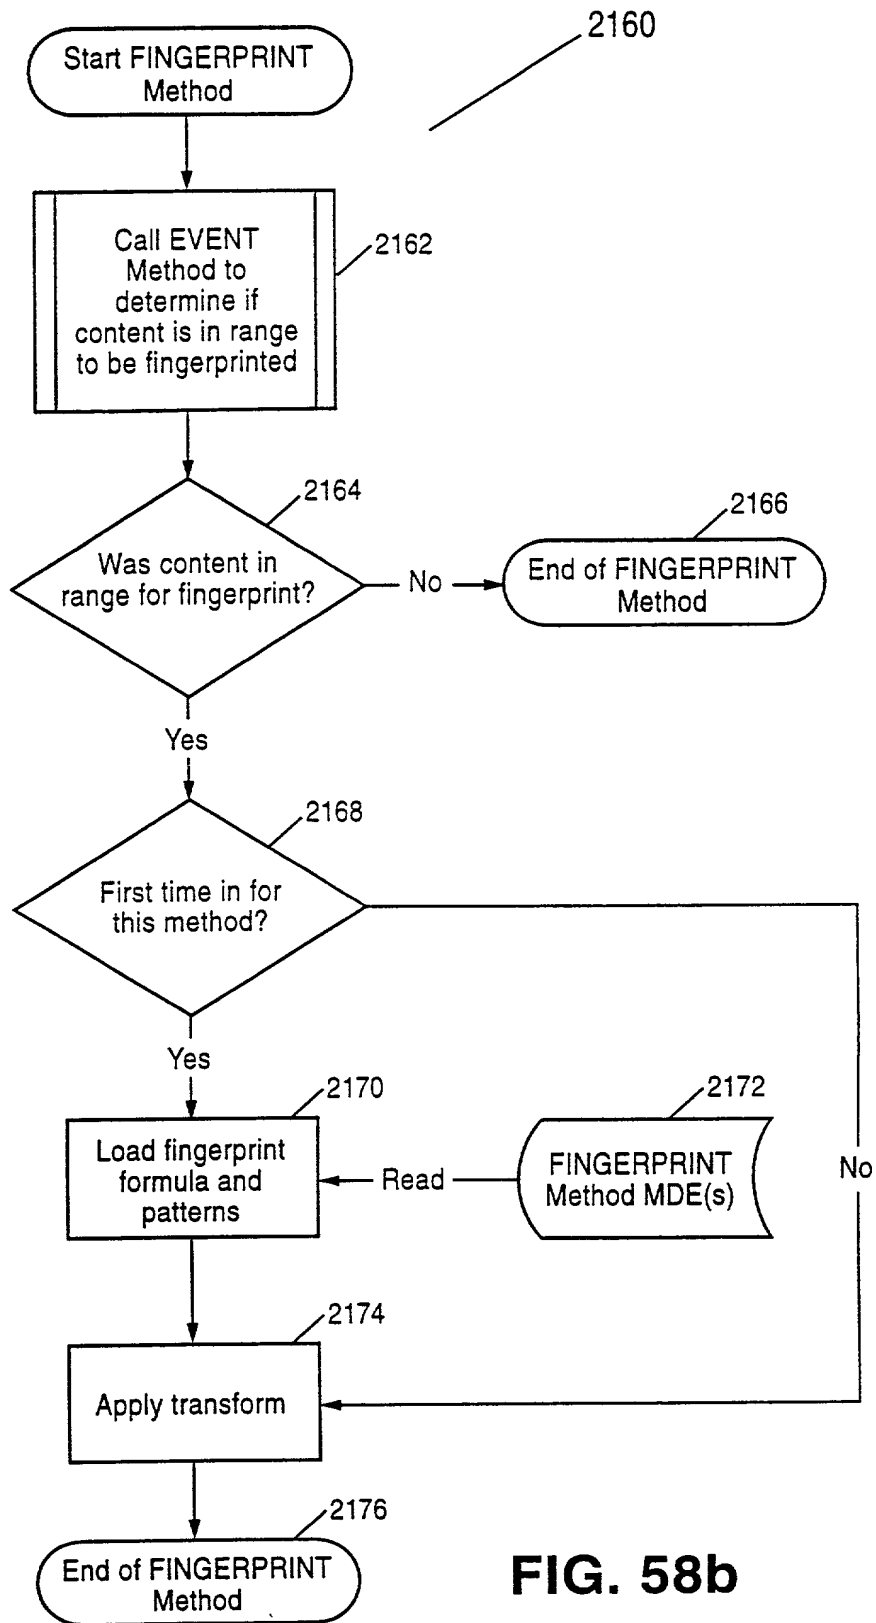 2160
Start FINGERPRINT
Method
Call EVENT
Method to
determine if
content is in range
to be fingerprinted
2162
2164
Was content in
range for fingerprint?
No
2166
End of FINGERPRINT
Method
Yes
2168
First time in for
this method?
Yes
2170
Load fingerprint
formula and
patterns
Read
2172
FINGERPRINT
Method MDE(s)
No
2174
Apply transform
2176
End of FINGERPRINT
Method
FIG. 58b